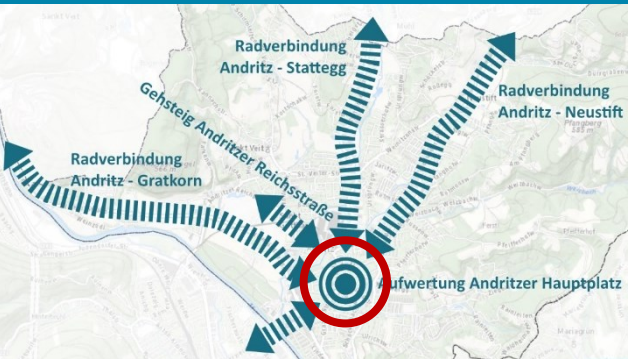 Radverbindung
Andritz - Stattegg
Radverbindung
Andritz - Neustift
Gehsteig Andritzer Reichsstraße
Radverbindung
Andritz - Gratkorn
Aufwertung Andritzer Hauptplatz